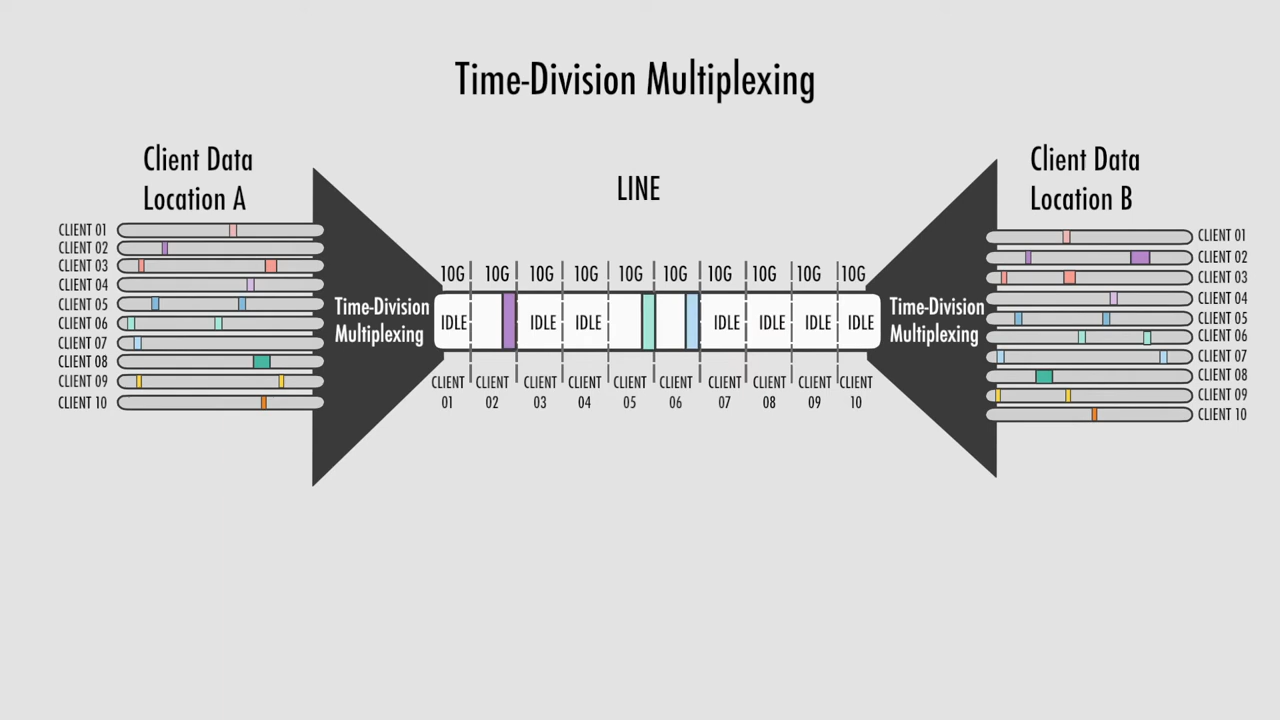 Time-Division Multiplexing
Client Data
Location A
CLIENT 01
CLIENT 02
CLIENT 03
CLIENT 04
CLIENT 05
CLIENT 06
CLIENT 07
CLIENT 08
CLIENT 09
CLIENT 10
Time-Division
Multiplexing
LINE
10G 10G 10G 10G 10G 10G 10G 10G 10G 10G
IDLE IDLE IDLE IDLE IDLE IDLE IDLE
CLIENT CLIENT CLIENT CLIENT CLIENT CLIENT CLIENT CLIENT CLIENT CLIENT
01 02 03 04 05 06 07 08 09 10
Time-Division
Multiplexing
Client Data
Location B
CLIENT 01
CLIENT 02
CLIENT 03
CLIENT 04
CLIENT 05
CLIENT 06
CLIENT 07
CLIENT 08
CLIENT 09
CLIENT 10